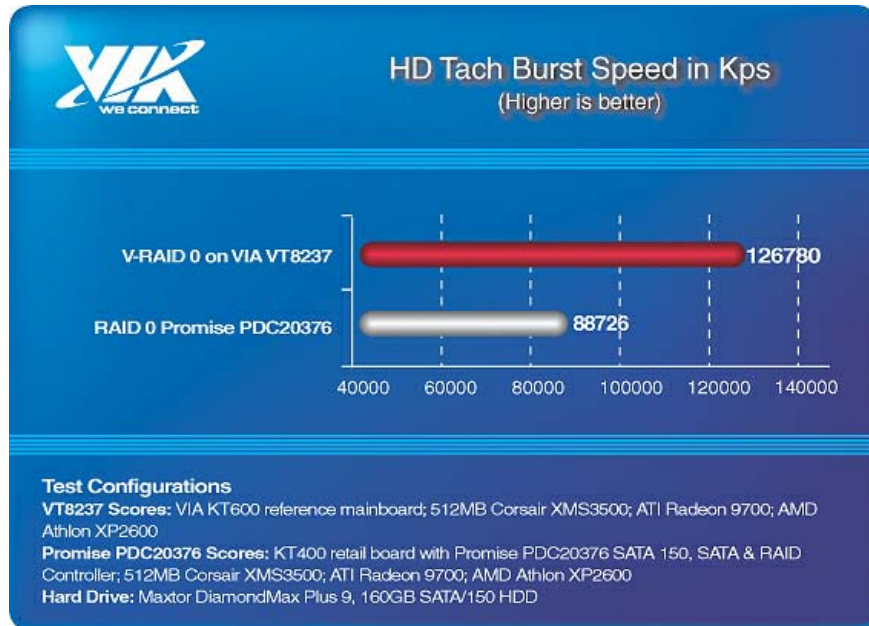 VIA
we connect
HD Tach Burst Speed in Kps
(Higher is better)
V-RAID 0 on VIA VT8237
126780
RAID 0 Promise PDC20376
88726
40000 60000 80000 100000 120000 140000
Test Configurations
VT8237 Scores: VIA KT600 reference mainboard; 512MB Corsair XMS3500; ATI Radeon 9700; AMD
Athlon XP2600
Promise PDC20376 Scores: KT400 retail board with Promise PDC20376 SATA 150, SATA & RAID
Controller; 512MB Corsair XMS3500; ATI Radeon 9700; AMD Athlon XP2600
Hard Drive: Maxtor DiamondMax Plus 9, 160GB SATA/150 HDD